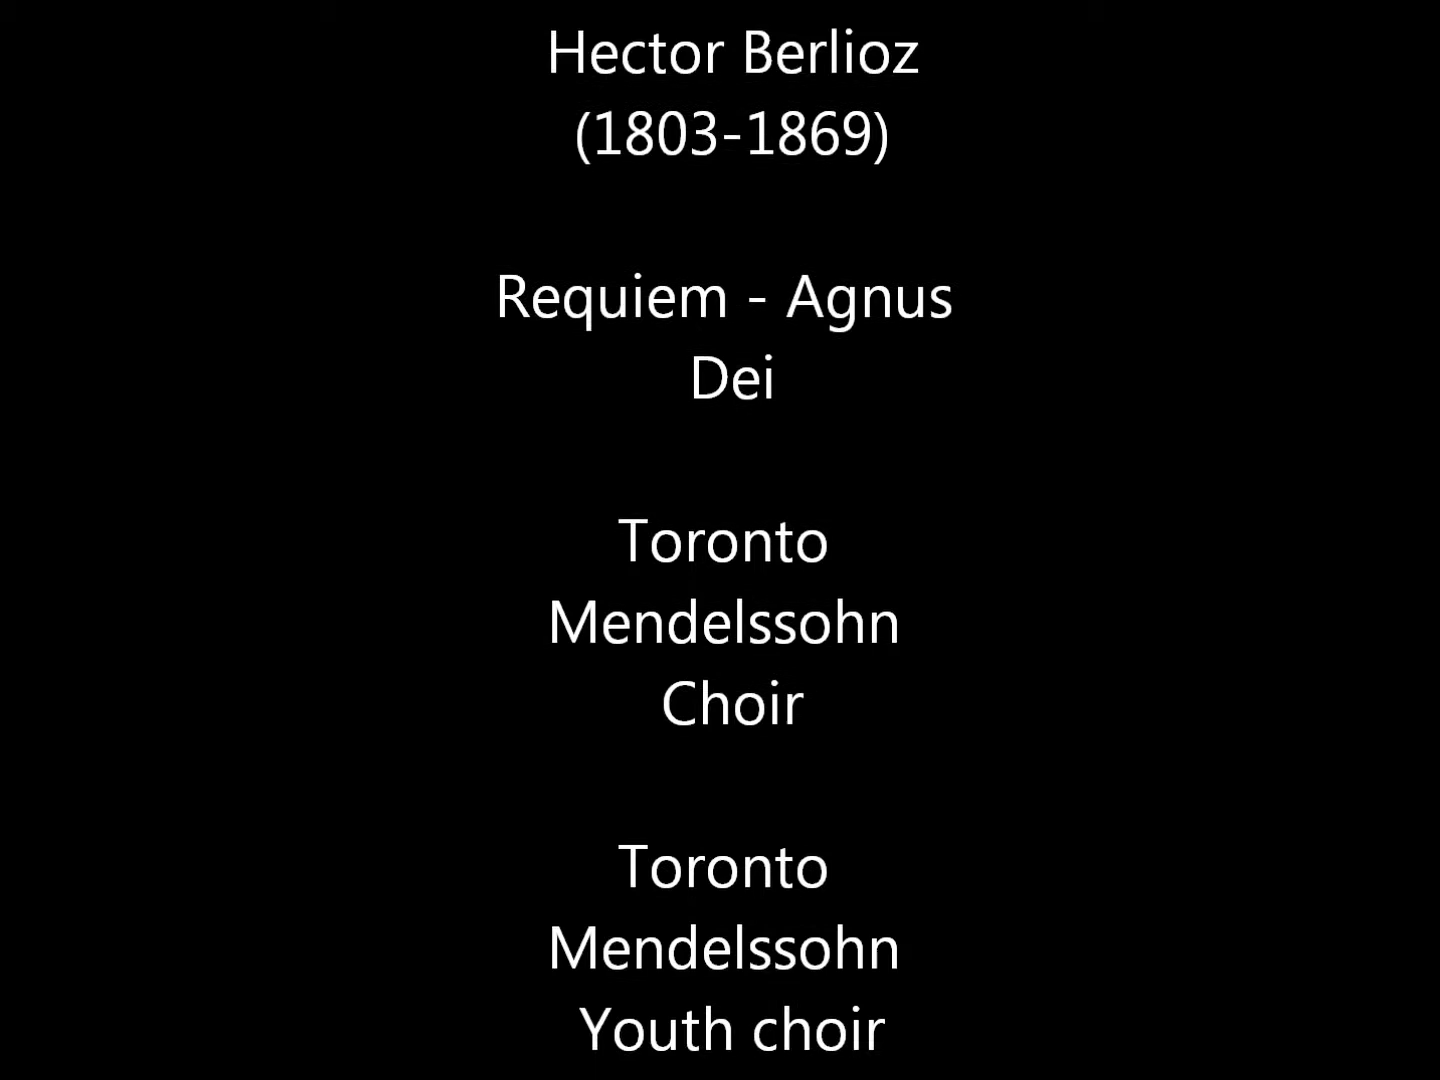 Hector Berlioz
(1803-1869)
Requiem - Agnus
Dei
Toronto
Mendelssohn
Choir
Toronto
Mendelssohn
Youth choir